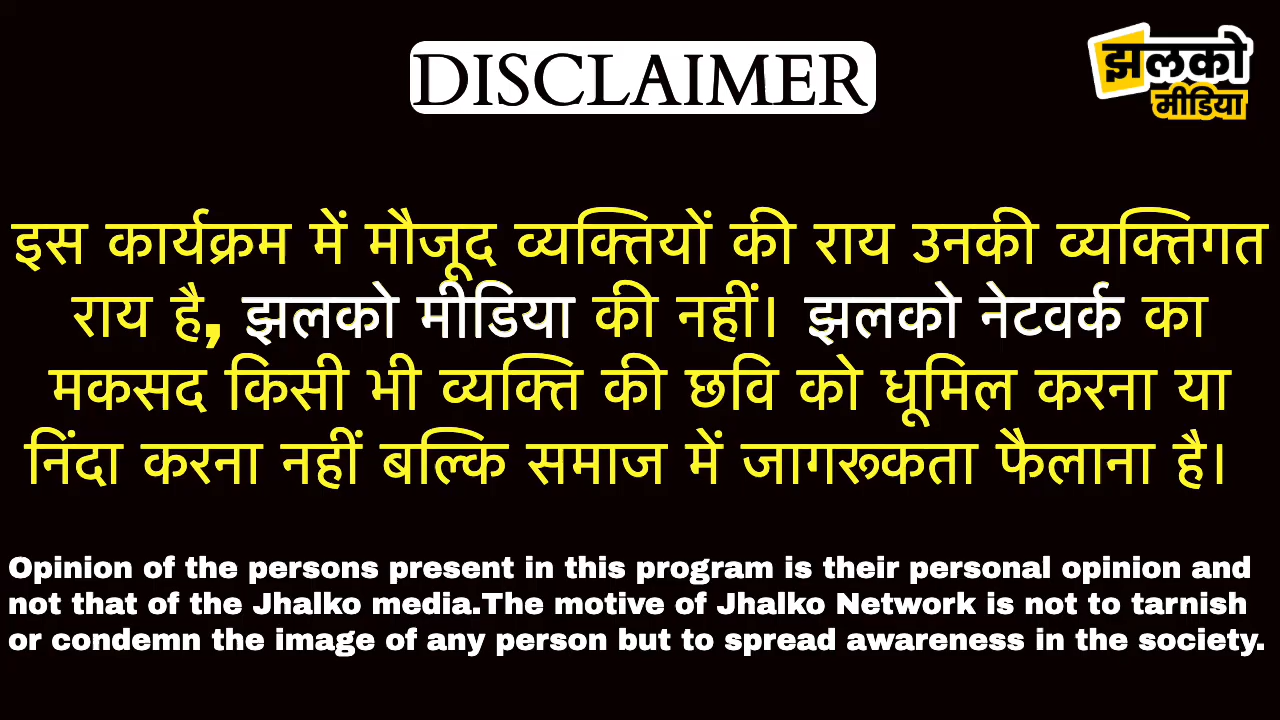 DISCLAIMER
झलको
मीडिया
इस कार्यक्रम में मौजूद व्यक्तियों की राय उनकी व्यक्तिगत
राय है, झलको मीडिया की नहीं। झलको नेटवर्क का
मकसद किसी भी व्यक्ति की छवि को धूमिल करना या
निंदा करना नहीं बल्कि समाज में जागरूकता फैलाना है।
Opinion of the persons present in this program is their personal opinion and
not that of the Jhalko media.The motive of Jhalko Network is not to tarnish
or condemn the image of any person but to spread awareness in the society.